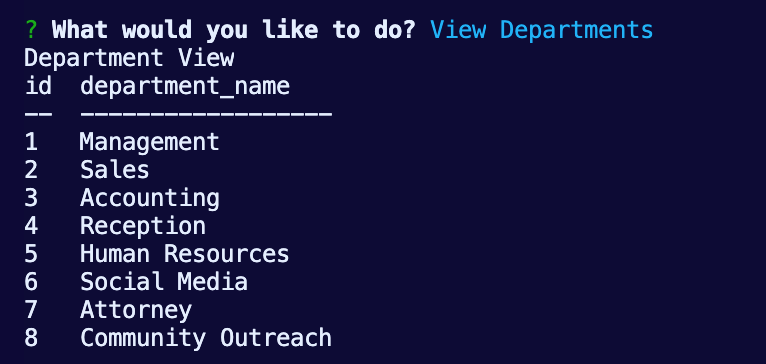 ? What would you like to do? View Departments
Department View
id  department_name
--  ------------------
1   Management
2   Sales
3   Accounting
4   Reception
5   Human Resources
6   Social Media
7   Attorney
8   Community Outreach